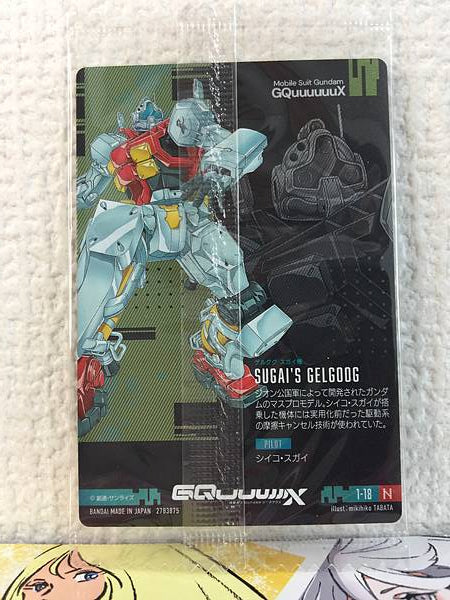 Mobile Suit Gundam
GQuuuuuuX
ゲルググ・スガイ機
SUGAI'S GELGOOG
ジオン公国軍によって開発されたガンダ
ムのマスプロモデル。シイコ・スガイが搭
乗した機体には実用化前だった駆動系
の摩擦キャンセル技術が使われていた。
PILOT
シイコ・スガイ
© 創通・サンライズ
BANDAI MADE IN JAPAN 2783875
GQuuuuuuX
1-18 N
illust : mikihiko TABATA